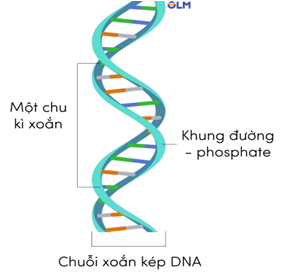 OLM
Một chu
kì xoắn
Khung đường
- phosphate
Chuỗi xoắn kép DNA